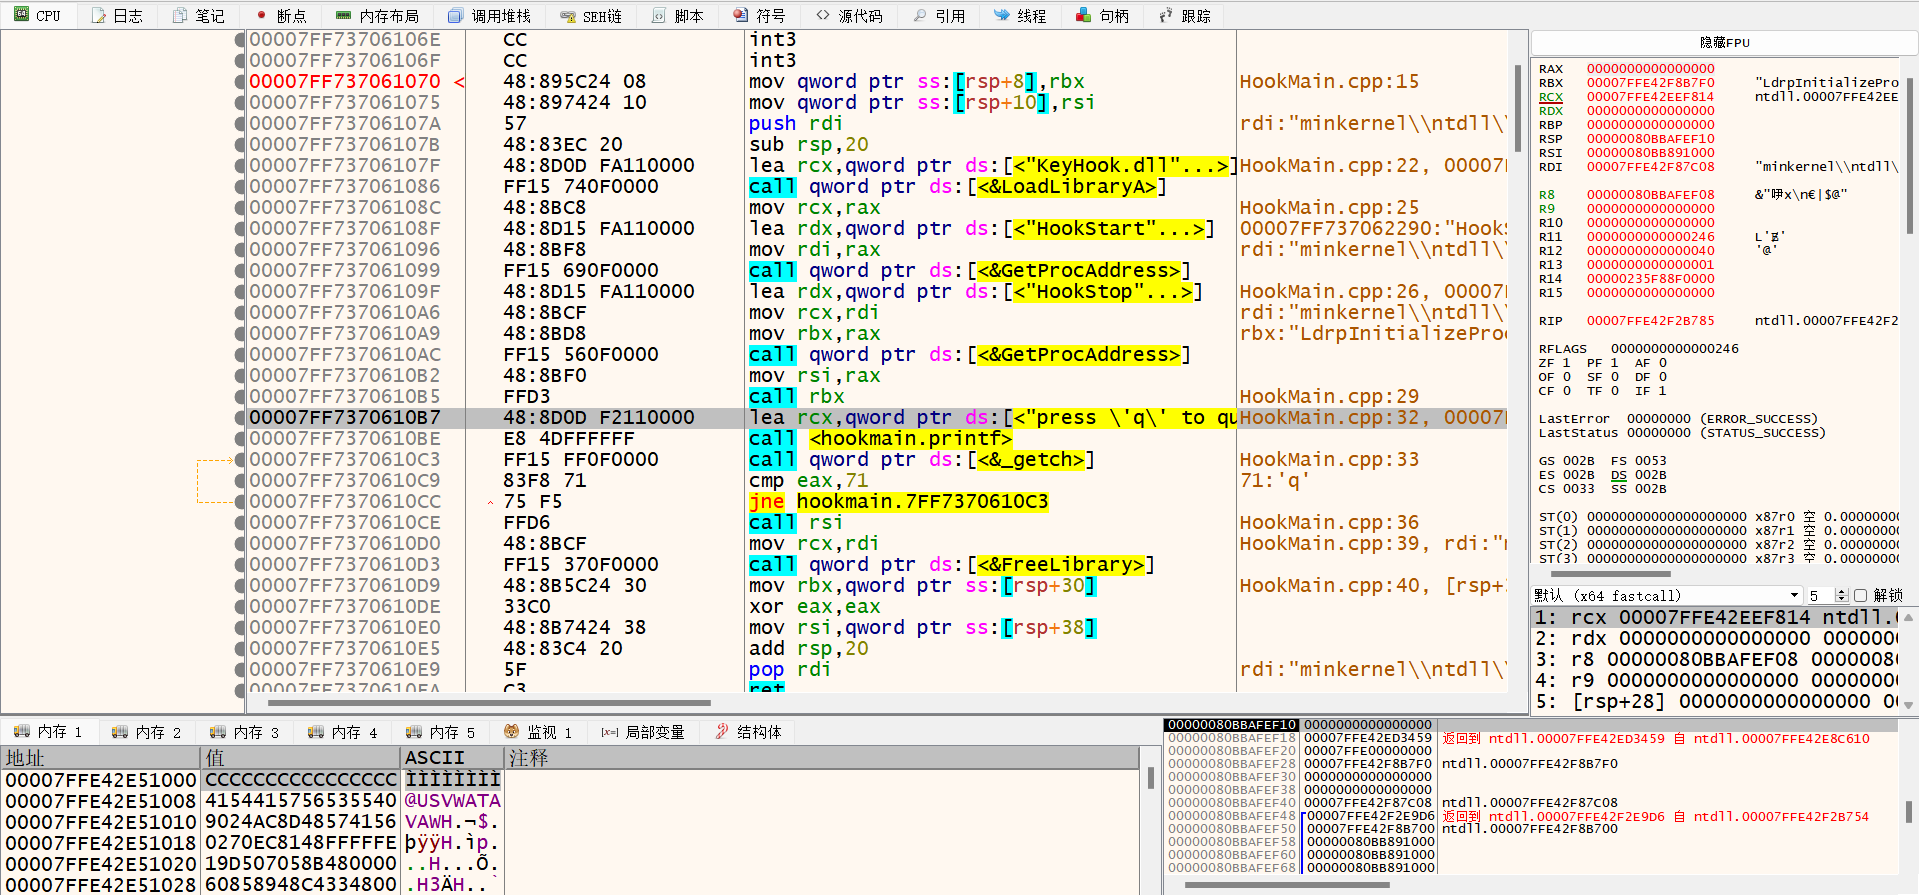 CPU 日志 笔记 断点 内存布局 调用堆栈 SEH链 脚本 符号 源代码 引用 线程 句柄 跟踪
00007FF73706106E CC int3
00007FF73706106F CC int3
00007FF737061070 < 48:895C24 08 mov qword ptr ss:[rsp+8],rbx HookMain.cpp:15
00007FF737061075 48:897424 10 mov qword ptr ss:[rsp+10],rsi
00007FF73706107A 57 push rdi rdi:"minkernel\\ntdll\\
00007FF73706107B 48:83EC 20 sub rsp,20
00007FF73706107F 48:8D0D FA110000 lea rcx,qword ptr ds:[<"KeyHook.dll"...>] HookMain.cpp:22, 00007F
00007FF737061086 FF15 740F0000 call qword ptr ds:[<&LoadLibraryA>]
00007FF73706108C 48:8BC8 mov rcx,rax HookMain.cpp:25
00007FF73706108F 48:8D15 FA110000 lea rdx,qword ptr ds:[<"HookStart"...>] 00007FF737062290:"HookS
00007FF737061096 48:8BF8 mov rdi,rax rdi:"minkernel\\ntdll\\
00007FF737061099 FF15 690F0000 call qword ptr ds:[<&GetProcAddress>]
00007FF73706109F 48:8D15 FA110000 lea rdx,qword ptr ds:[<"HookStop"...>] HookMain.cpp:26, 00007F
00007FF7370610A6 48:8BCF mov rcx,rdi rdi:"minkernel\\ntdll\\
00007FF7370610A9 48:8BD8 mov rbx,rax rbx:"LdrpInitializePro
00007FF7370610AC FF15 560F0000 call qword ptr ds:[<&GetProcAddress>]
00007FF7370610B2 48:8BF0 mov rsi,rax
00007FF7370610B5 FFD3 call rbx HookMain.cpp:29
00007FF7370610B7 48:8D0D F2110000 lea rcx,qword ptr ds:[<"press \'q\' to qu HookMain.cpp:32, 00007F
00007FF7370610BE E8 4DFFFFFF call <hookmain.printf>
00007FF7370610C3 FF15 FF0F0000 call qword ptr ds:[<&_getch>] HookMain.cpp:33
00007FF7370610C9 83F8 71 cmp eax,71 71:'q'
00007FF7370610CC 75 F5 jne hookmain.7FF7370610C3
00007FF7370610CE FFD6 call rsi HookMain.cpp:36
00007FF7370610D0 48:8BCF mov rcx,rdi HookMain.cpp:39, rdi:"m
00007FF7370610D3 FF15 370F0000 call qword ptr ds:[<&FreeLibrary>]
00007FF7370610D9 48:8B5C24 30 mov rbx,qword ptr ss:[rsp+30] HookMain.cpp:40, [rsp+
00007FF7370610DE 33C0 xor eax,eax
00007FF7370610E0 48:8B7424 38 mov rsi,qword ptr ss:[rsp+38]
00007FF7370610E5 48:83C4 20 add rsp,20
00007FF7370610E9 5F pop rdi rdi:"minkernel\\ntdll\\
00007FF7370610EA C3 ret
隐藏FPU
RAX 0000000000000000
RBX 00007FFE42F8B7F0 "LdrpInitializePro
RCX 00007FFE42EEF814 ntdll.00007FFE42EE
RDX 0000000000000000
RBP 0000000000000000
RSP 00000080BBAFEF10
RSI 00000080BB891000
RDI 00007FFE42F87C08 "minkernel\\ntdll\
R8 00000080BBAFEF08
R9 0000000000000000
R10 0000000000000000
R11 0000000000000246
R12 0000000000000040 '@'
R13 0000000000000001
R14 00000235F88F0000
R15 0000000000000000
RIP 00007FFE42F2B785 ntdll.00007FFE42F2
RFLAGS 0000000000000246
ZF 1 PF 1 AF 0
OF 0 SF 0 DF 0
CF 0 TF 0 IF 1
LastError 00000000 (ERROR_SUCCESS)
LastStatus 00000000 (STATUS_SUCCESS)
GS 002B FS 0053
ES 002B DS 002B
CS 0033 SS 002B
ST(0) 00000000000000000000 x87r0 空 0.0000000
ST(1) 00000000000000000000 x87r1 空 0.0000000
ST(2) 00000000000000000000 x87r2 空 0.0000000
ST(3) 00000000000000000000 x87r3 空 0.0000000
默认 (x64 fastcall) 5 解锁
1: rcx 00007FFE42EEF814 ntdll.
2: rdx 0000000000000000 000000
3: r8 00000080BBAFEF08 0000008
4: r9 0000000000000000 000000
5: [rsp+28] 0000000000000000 00
内存 1 内存 2 内存 3 内存 4 内存 5 监视 1 [x=] 局部变量 结构体
地址 值 ASCII 注释
00007FFE42E51000 CCCCCCCCCCCCCCCC ÌÌÌÌÌÌÌÌ
00007FFE42E51008 4154415756535540 @USVWATA
00007FFE42E51010 9024AC8D48574156 VAWH.¬$.
00007FFE42E51018 0270EC8148FFFFFE þÿÿH.ìp.
00007FFE42E51020 19D507058B480000 ..H...Õ.
00007FFE42E51028 60858948C4334800 .H3ÄH..`
00000080BBAFEF10 0000000000000000
00000080BBAFEF18 00007FFE42ED3459 返回到 ntdll.00007FFE42ED3459 自 ntdll.00007FFE42E8C610
00000080BBAFEF20 00007FFE00000000
00000080BBAFEF28 00007FFE42F8B7F0 ntdll.00007FFE42F8B7F0
00000080BBAFEF30 0000000000000000
00000080BBAFEF38 0000000000000000
00000080BBAFEF40 00007FFE42F87C08 ntdll.00007FFE42F87C08
00000080BBAFEF48 00007FFE42F2E9D6 返回到 ntdll.00007FFE42F2E9D6 自 ntdll.00007FFE42F2B754
00000080BBAFEF50 00007FFE42F8B700 ntdll.00007FFE42F8B700
00000080BBAFEF58 00000080BB891000
00000080BBAFEF60 00000080BB891000
00000080BBAFEF68 00000080BB891000